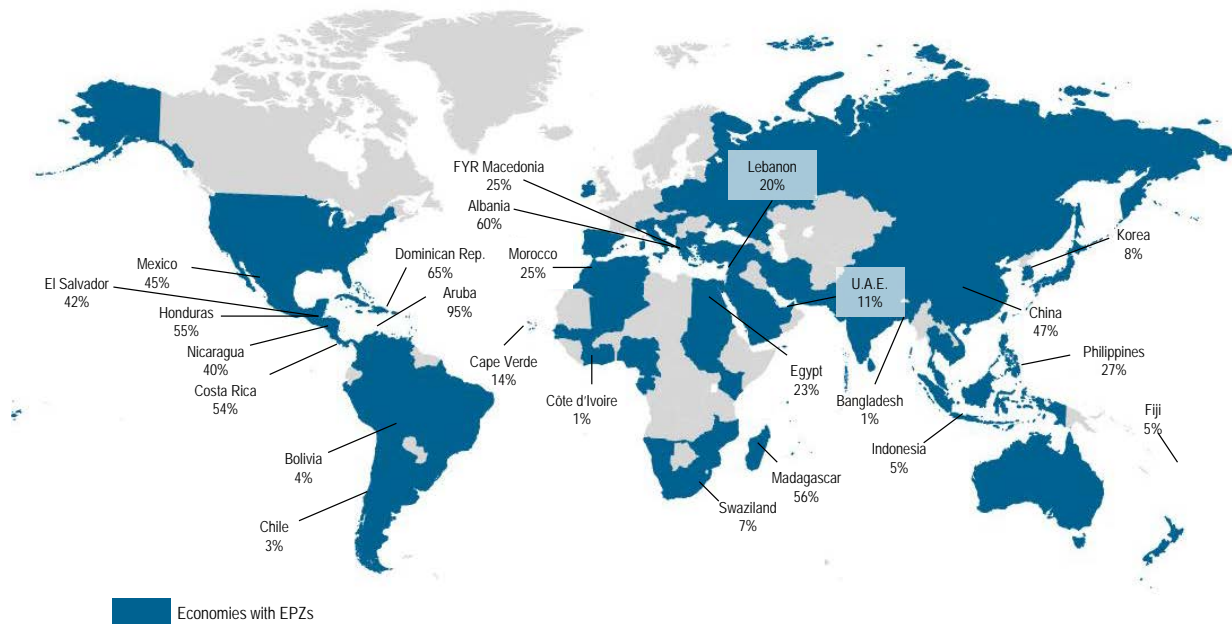 FYR Macedonia
25%
Lebanon
20%
Albania
60%
Korea
8%
Dominican Rep.
65%
Morocco
25%
Mexico
45%
U.A.E.
11%
El Salvador
42%
Aruba
95%
Honduras
55%
China
47%
Nicaragua
40%
Cape Verde
14%
Egypt
23%
Philippines
27%
Costa Rica
54%
Côte d'Ivoire
1%
Bangladesh
1%
Fiji
5%
Indonesia
5%
Bolivia
4%
Madagascar
56%
Swaziland
7%
Chile
3%
Economies with EPZs